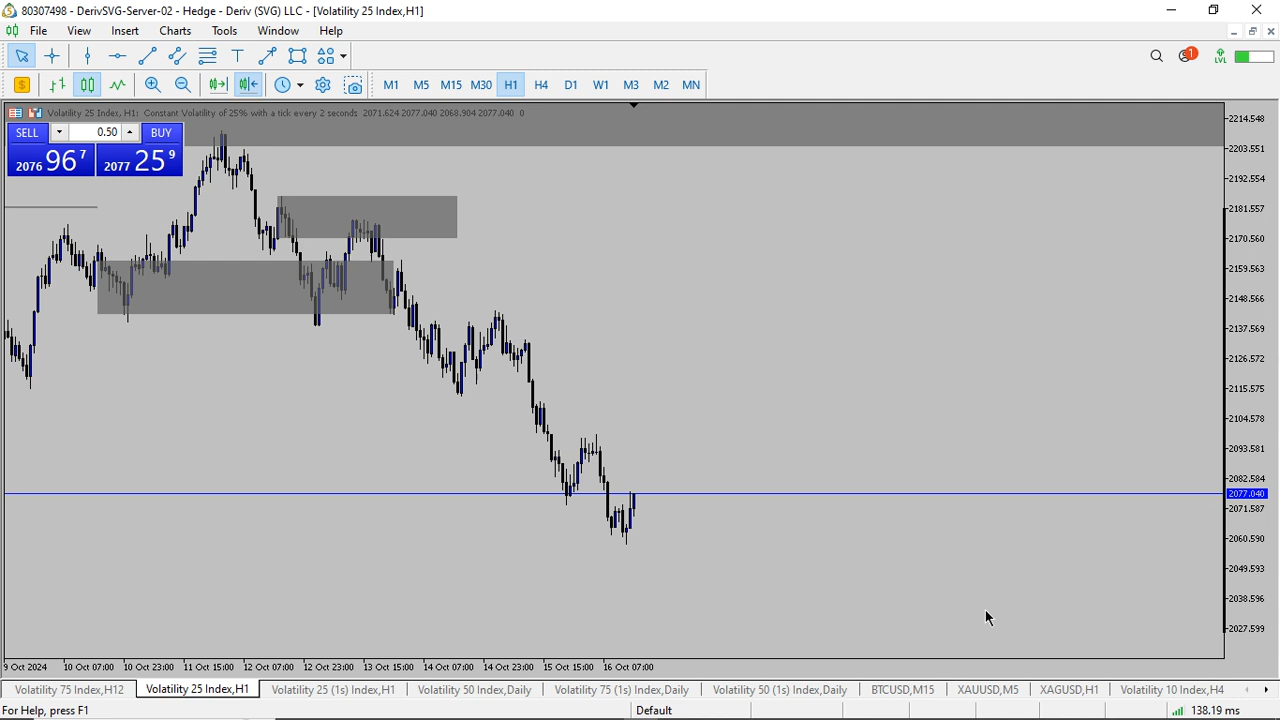 80307498 - DerivSVG-Server-02 - Hedge - Deriv (SVG) LLC - [Volatility 25 Index,H1]
File View Insert Charts Tools Window Help
1 LVL
$ M1 M5 M15 M30 H1 H4 D1 W1 M3 M2 MN
Volatility 25 Index, H1: Constant Volatility of 25% with a tick every 2 seconds 2071.624 2077.040 2068.904 2077.040 0
SELL 0.50 BUY
2076 96 7 2077 25 9
2214.548
2203.551
2192.554
2181.557
2170.560
2159.563
2148.566
2137.569
2126.572
2115.575
2104.578
2093.581
2082.584
2077.040
2071.587
2060.590
2049.593
2038.596
2027.599
9 Oct 2024 10 Oct 07:00 10 Oct 23:00 11 Oct 15:00 12 Oct 07:00 12 Oct 23:00 13 Oct 15:00 14 Oct 07:00 14 Oct 23:00 15 Oct 15:00 16 Oct 07:00
Volatility 75 Index,H12 Volatility 25 Index,H1 Volatility 25 (1s) Index,H1 Volatility 50 Index,Daily Volatility 75 (1s) Index,Daily Volatility 50 (1s) Index,Daily BTCUSD,M15 XAUUSD,M5 XAGUSD,H1 Volatility 10 Index,H4
For Help, press F1 Default 138.19 ms